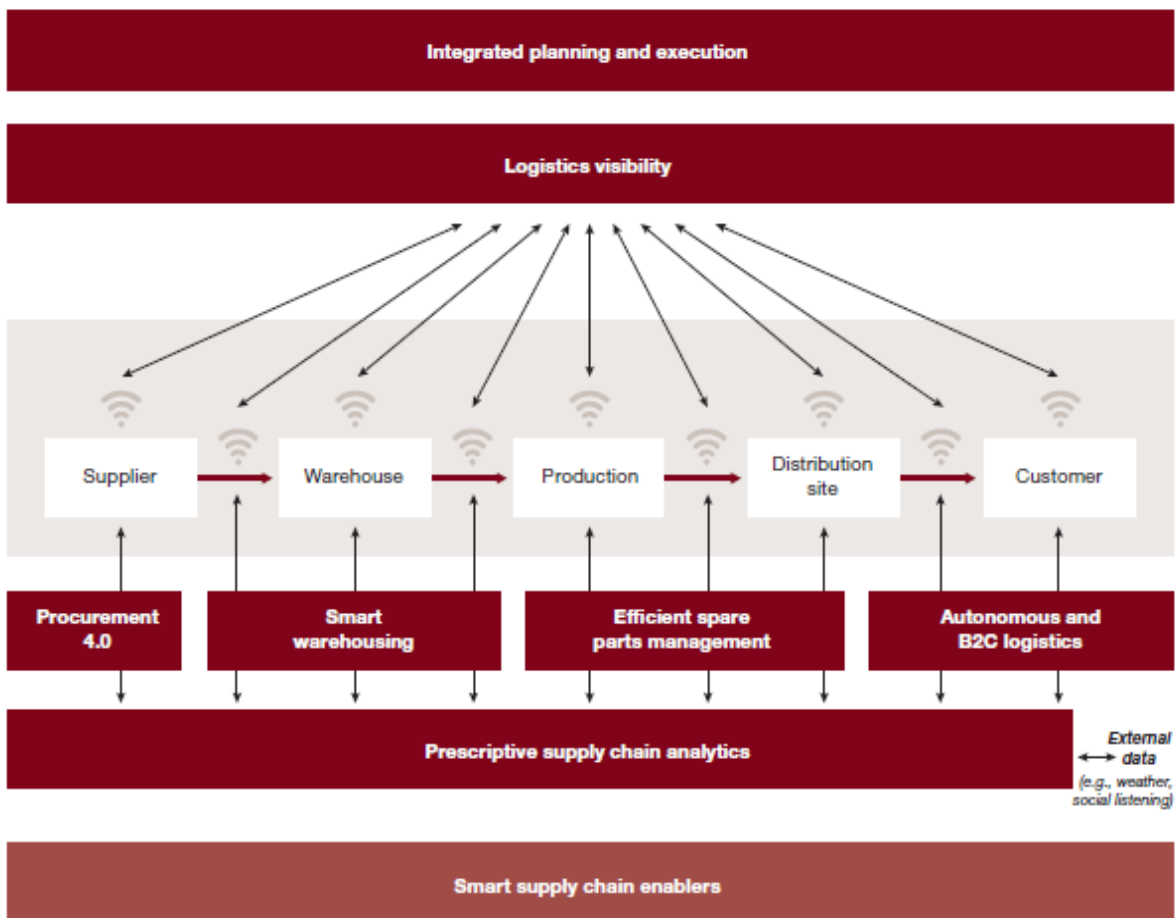 Integrated planning and execution
Logistics visibility
Supplier
Warehouse
Production
Distribution
site
Customer
Procurement
4.0
Smart
warehousing
Efficient spare
parts management
Autonomous and
B2C logistics
Prescriptive supply chain analytics
External
data
(e.g., weather,
social listening)
Smart supply chain enablers